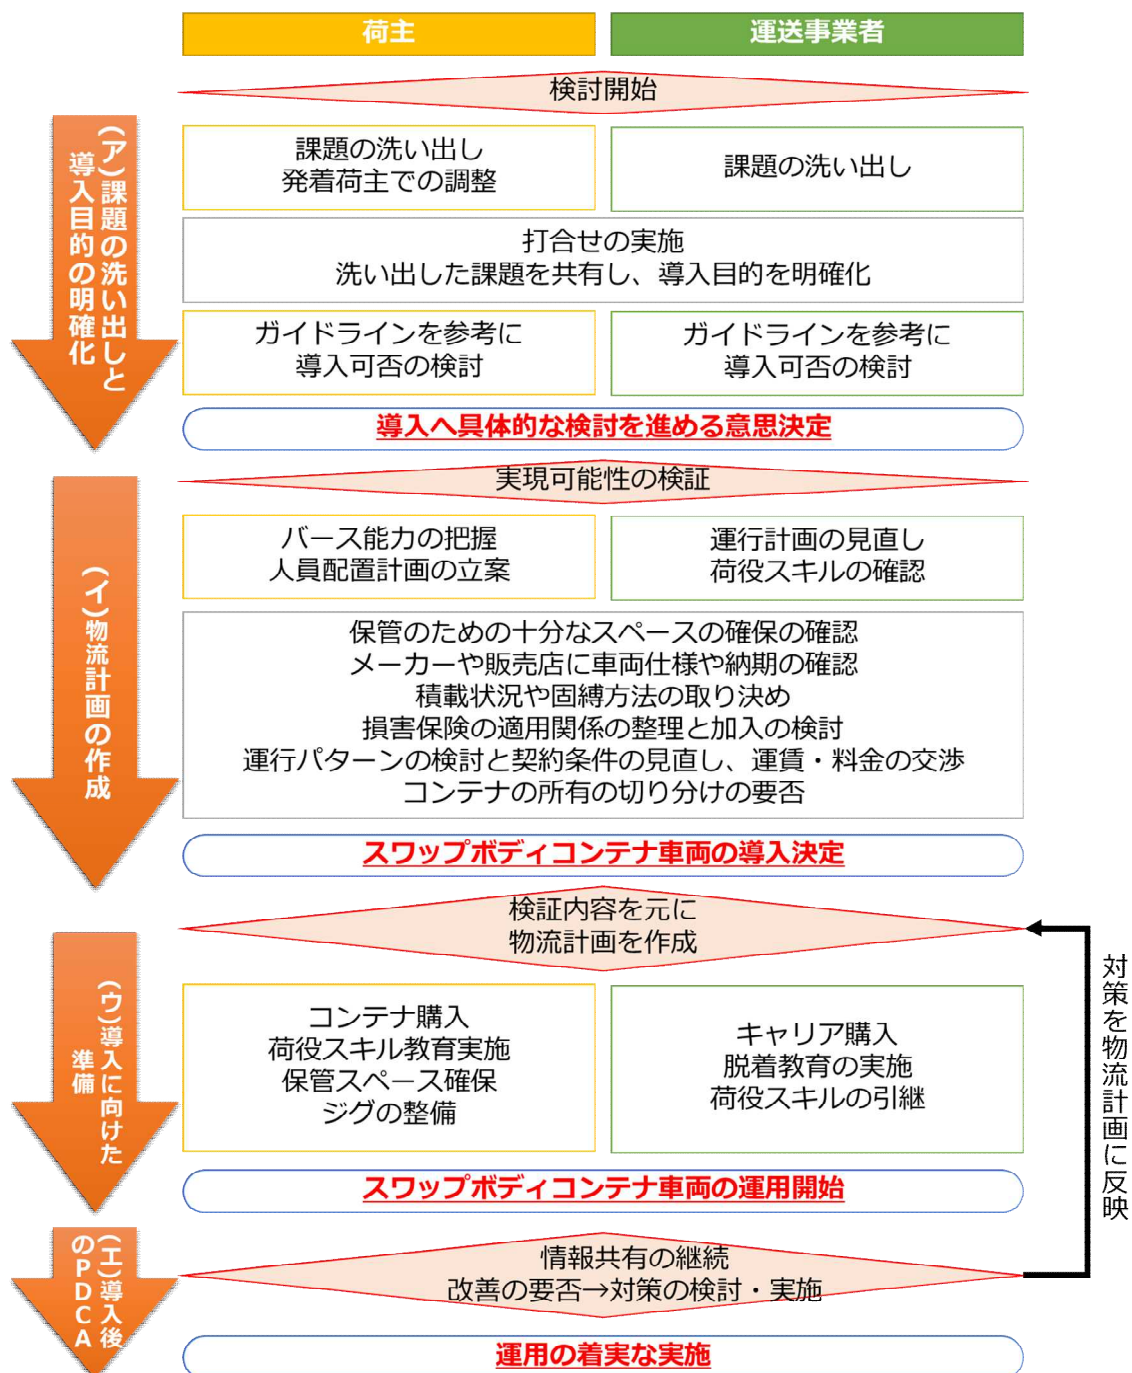 荷主
運送事業者
検討開始
(ア)課題の洗い出しと
導入目的の明確化
課題の洗い出し
発着荷主での調整
課題の洗い出し
打合せの実施
洗い出した課題を共有し、導入目的を明確化
ガイドラインを参考に
導入可否の検討
ガイドラインを参考に
導入可否の検討
導入へ具体的な検討を進める意思決定
実現可能性の検証
(イ)物流計画の作成
バース能力の把握
人員配置計画の立案
運行計画の見直し
荷役スキルの確認
保管のための十分なスペースの確保の確認
メーカーや販売店に車両仕様や納期の確認
積載状況や固縛方法の取り決め
損害保険の適用関係の整理と加入の検討
運行パターンの検討と契約条件の見直し、運賃・料金の交渉
コンテナの所有の切り分けの要否
スワップボディコンテナ車両の導入決定
検証内容を元に
物流計画を作成
(ウ)導入に向けた
準備
コンテナ購入
荷役スキル教育実施
保管スペース確保
ジグの整備
キャリア購入
脱着教育の実施
荷役スキルの引継
対策を物流計画に反映
スワップボディコンテナ車両の運用開始
(エ)導入後
のPDCA
情報共有の継続
改善の要否→対策の検討・実施
運用の着実な実施